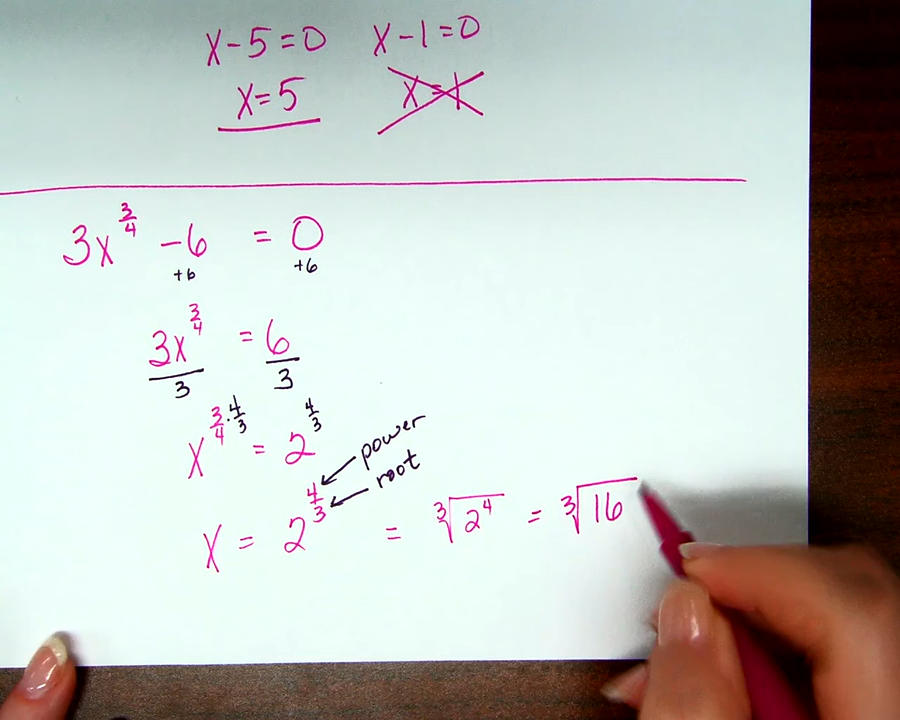 x-5=0 x-1=0
x=5 x=1
3x^{3/4} -6 = 0
+6 +6
3x^{3/4} = 6
3 3
x^{3/4 · 4/3} = 2^{4/3}
power
root
x = 2^{4/3} = ∛2^4 = ∛16